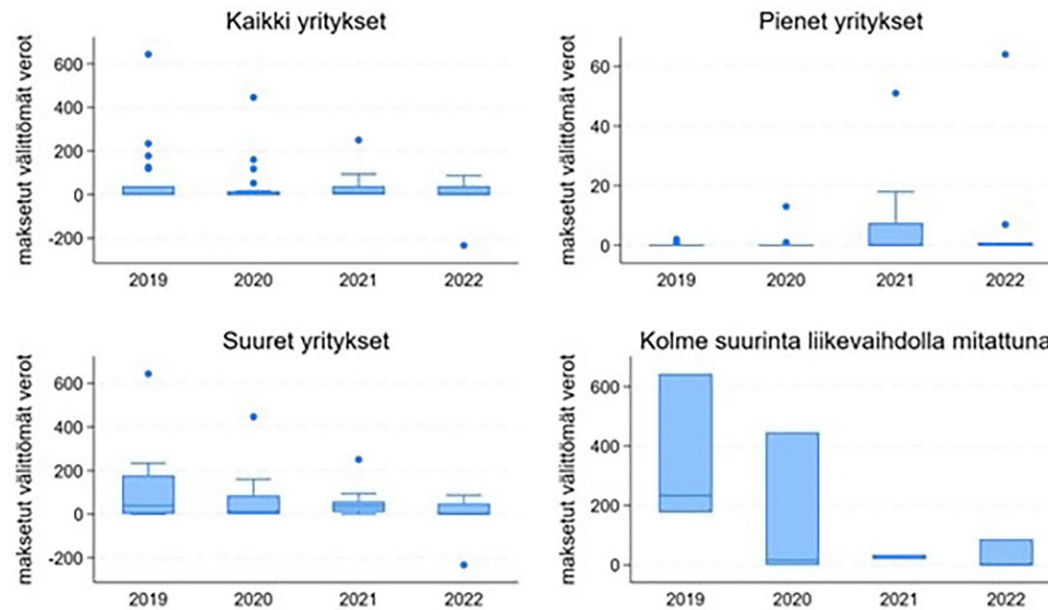 Kaikki yritykset
maksetut välittömät verot
600
400
200
0
-200
2019 2020 2021 2022
Pienet yritykset
maksetut välittömät verot
60
40
20
0
2019 2020 2021 2022
Suuret yritykset
maksetut välittömät verot
600
400
200
0
-200
2019 2020 2021 2022
Kolme suurinta liikevaihdolla mitattuna
maksetut välittömät verot
600
400
200
0
2019 2020 2021 2022